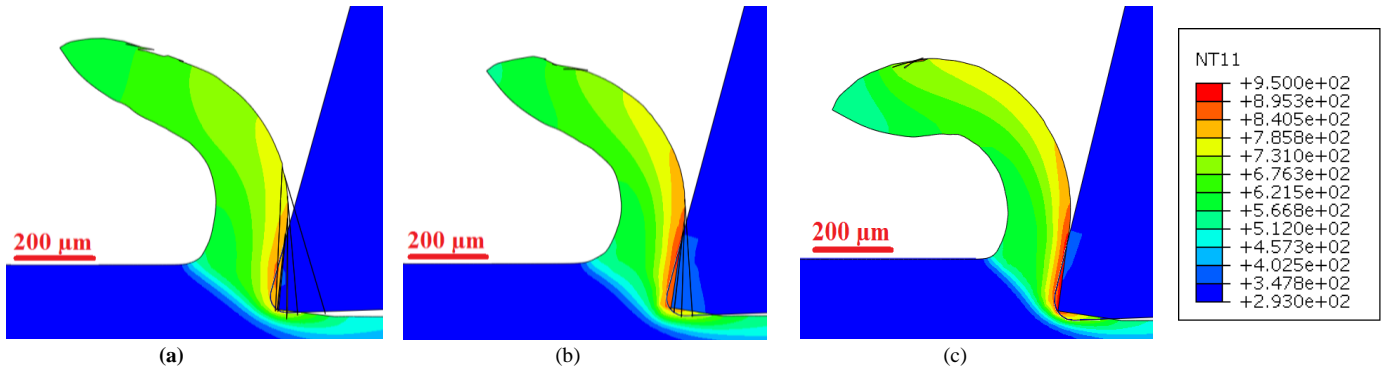 200 µm
200 µm
200 µm
(a)
(b)
(c)
NT11
+9.500e+02
+8.953e+02
+8.405e+02
+7.858e+02
+7.310e+02
+6.763e+02
+6.215e+02
+5.668e+02
+5.120e+02
+4.573e+02
+4.025e+02
+3.478e+02
+2.930e+02